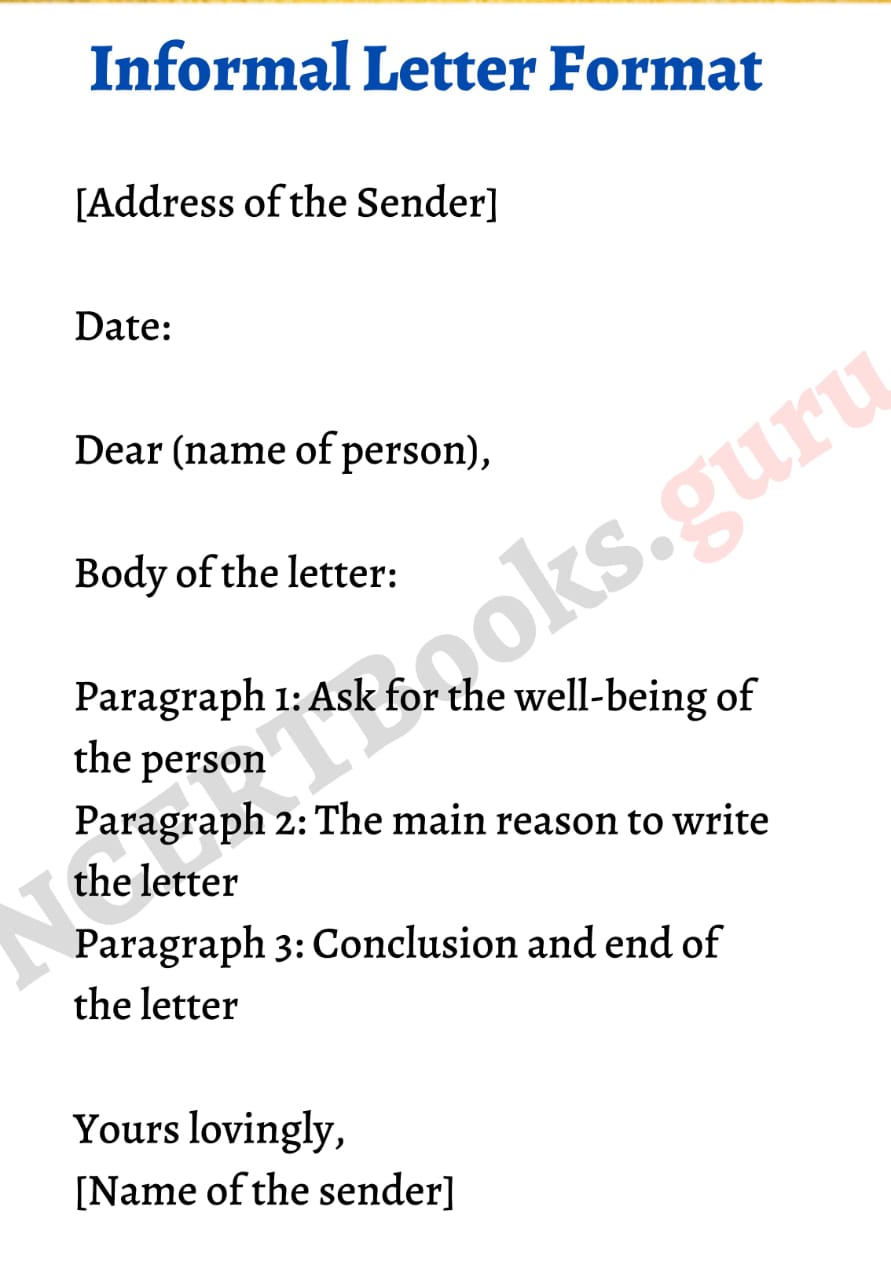 Informal Letter Format
[Address of the Sender]
Date:
Dear (name of person),
Body of the letter:
Paragraph 1: Ask for the well-being of
the person
Paragraph 2: The main reason to write
the letter
Paragraph 3: Conclusion and end of
the letter
Yours lovingly,
[Name of the sender]
NCERTBooks.guru